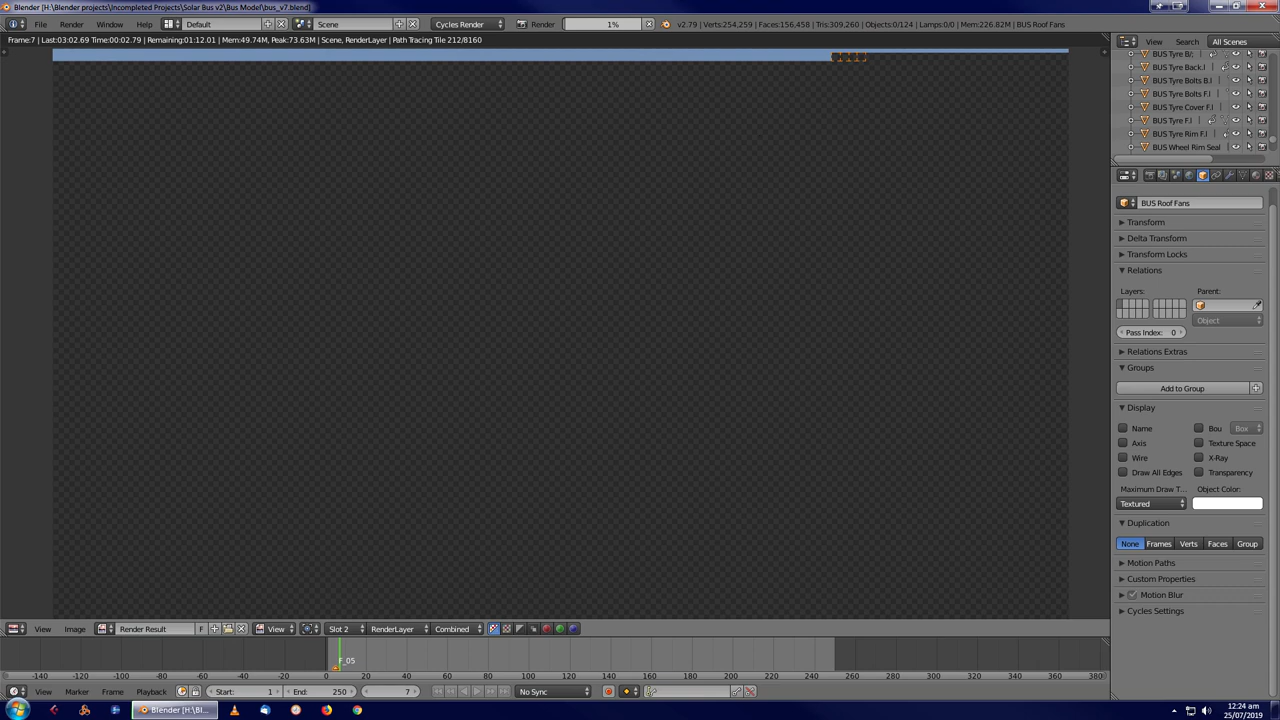 Blender [H:\Blender projects\Incompleted Projects\Solar Bus v2\Bus Model\bus_v7.blend]
File Render Window Help Default Scene Cycles Render Render 1% v2.79 | Verts:254,259 | Faces:156,458 | Tris:309,260 | Objects:0/124 | Lamps:0/0 | Mem:226.82M | BUS Roof Fans
Frame:7 | Last:03:02.69 Time:00:02.79 | Remaining:01:12.01 | Mem:49.74M, Peak:73.63M | Scene, RenderLayer | Path Tracing Tile 212/8160
View Search All Scenes
BUS Tyre Back.l
BUS Tyre Bolts B.l
BUS Tyre Bolts F.l
BUS Tyre Cover F.l
BUS Tyre F.l
BUS Tyre Rim F.l
BUS Wheel Rim Seal
BUS Roof Fans
Transform
Delta Transform
Transform Locks
Relations
Layers: Parent:
Object
Pass Index: 0
Relations Extras
Groups
Add to Group
Display
Name Bou Box
Axis Texture Space
Wire X-Ray
Draw All Edges Transparency
Maximum Draw T... Object Color:
Textured
Duplication
None Frames Verts Faces Group
Motion Paths
Custom Properties
Motion Blur
Cycles Settings
View Image Render Result F View Slot 2 RenderLayer Combined
F_05
-140 -120 -100 -80 -60 -40 -20 0 20 40 60 80 100 120 140 160 180 200 220 240 260 280 300 320 340 360 380
View Marker Frame Playback Start: 1 End: 250 7 No Sync
Blender [H:\Bl...
12:24 am
25/07/2019